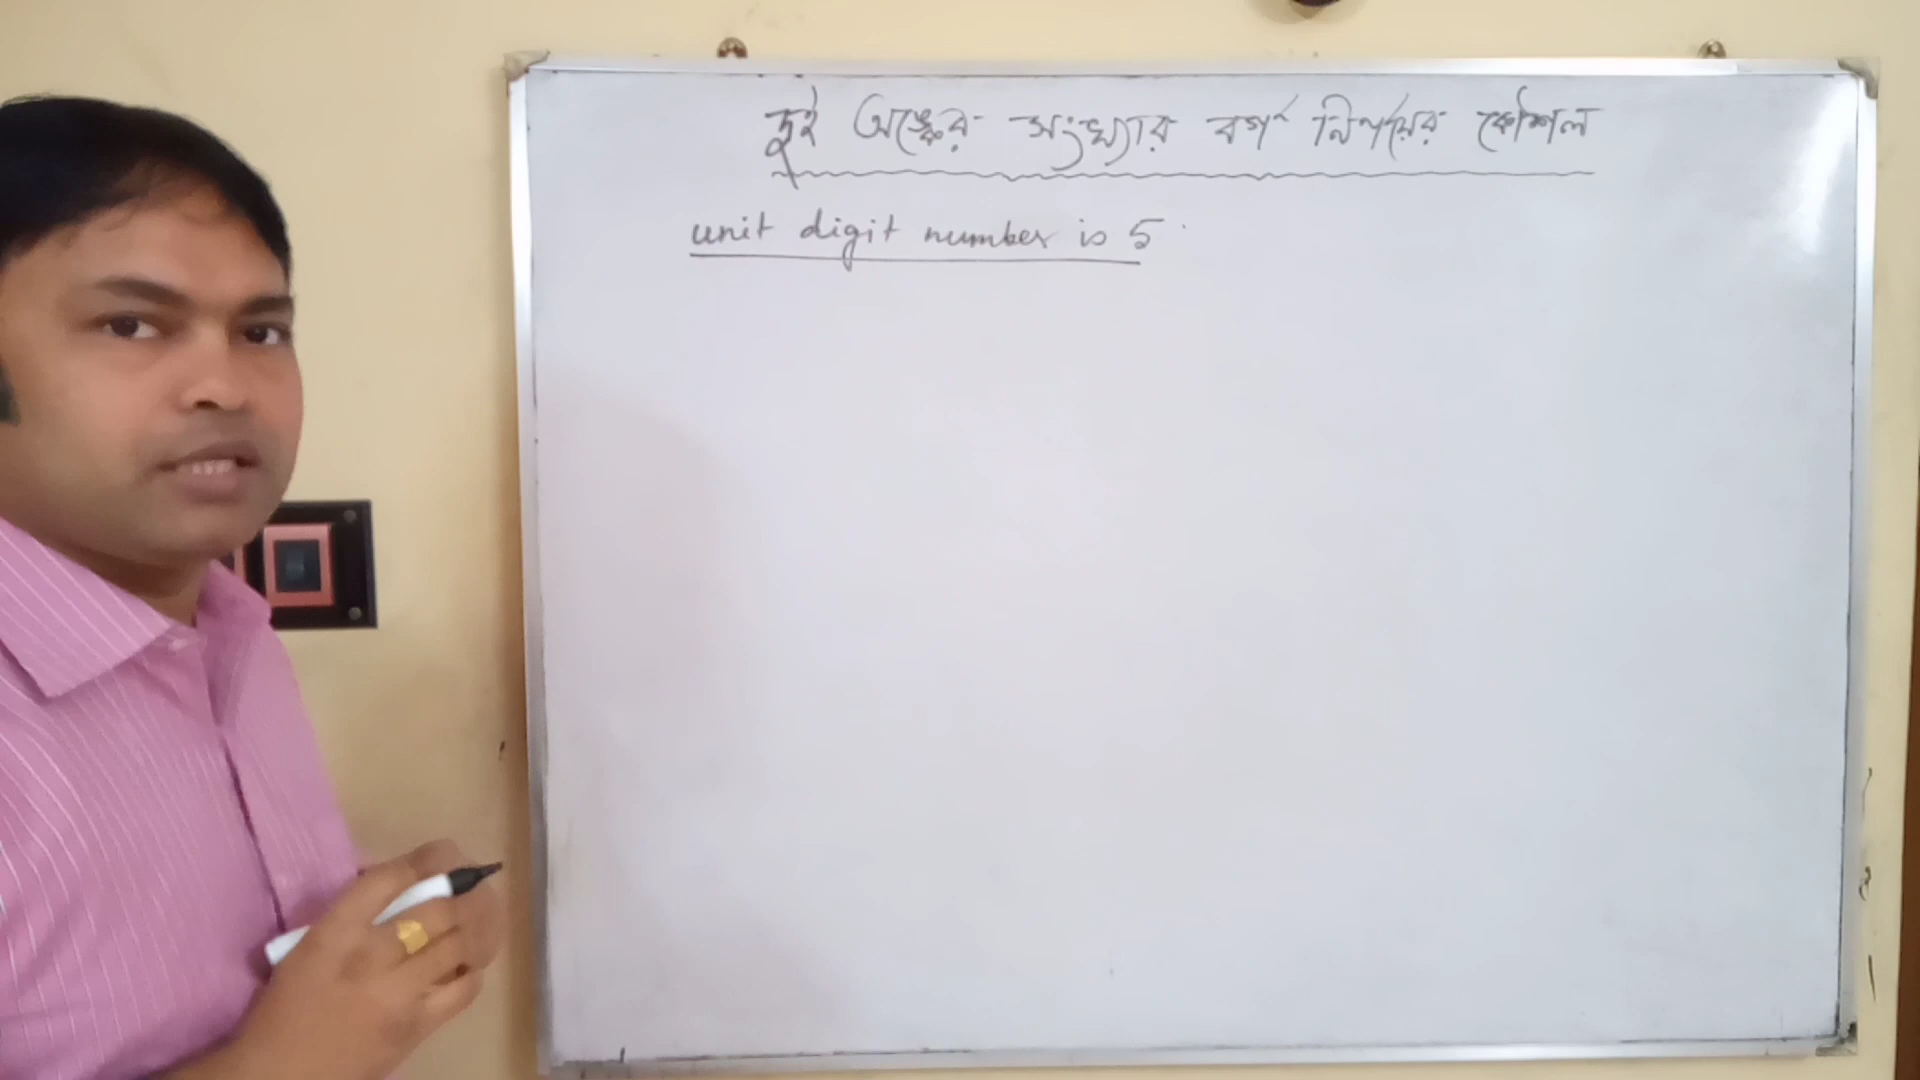 দুই অঙ্কের সংখ্যার বর্গ নির্ণয়ের কৌশল
unit digit number is 5